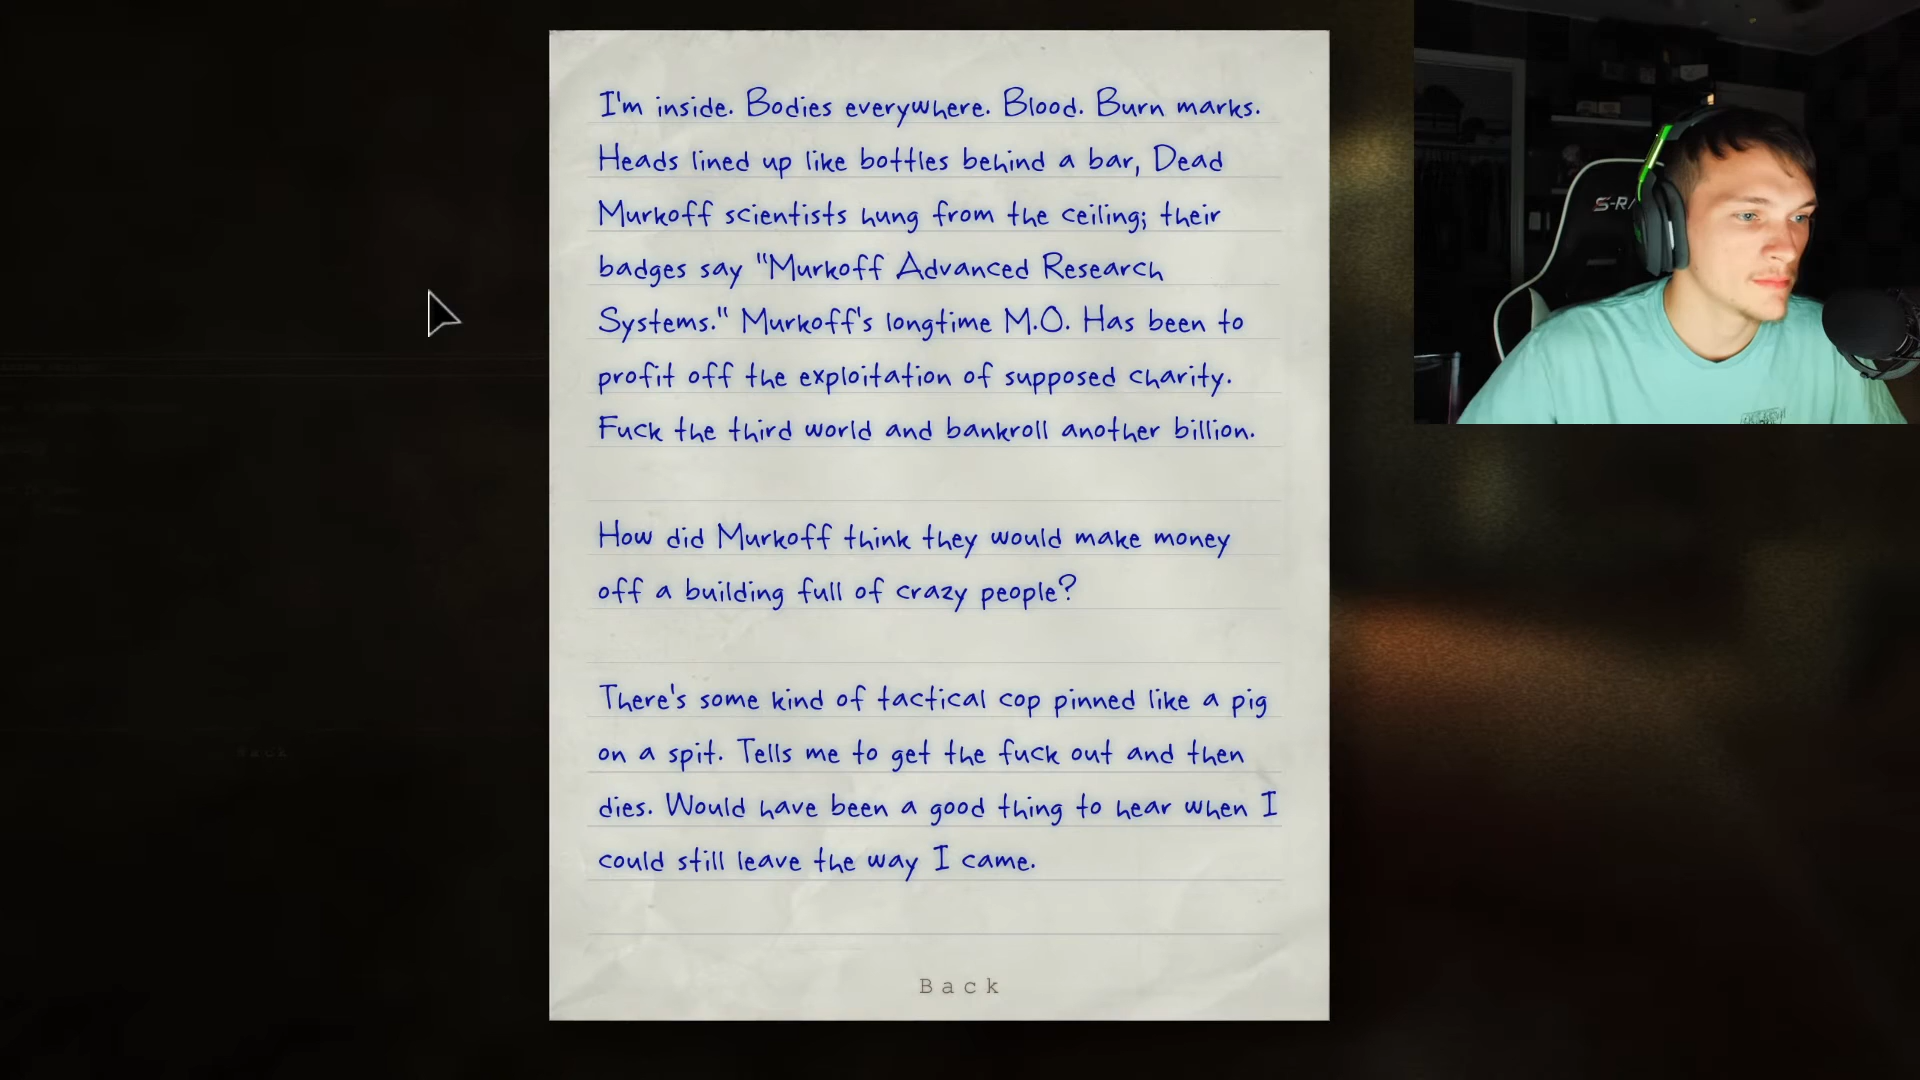 I'm inside. Bodies everywhere. Blood. Burn marks.
Heads lined up like bottles behind a bar, Dead
Murkoff scientists hung from the ceiling; their
badges say "Murkoff Advanced Research
Systems." Murkoff's longtime M.O. Has been to
profit off the exploitation of supposed charity.
Fuck the third world and bankroll another billion.
How did Murkoff think they would make money
off a building full of crazy people?
There's some kind of tactical cop pinned like a pig
on a spit. Tells me to get the fuck out and then
dies. Would have been a good thing to hear when I
could still leave the way I came.
Back
Back